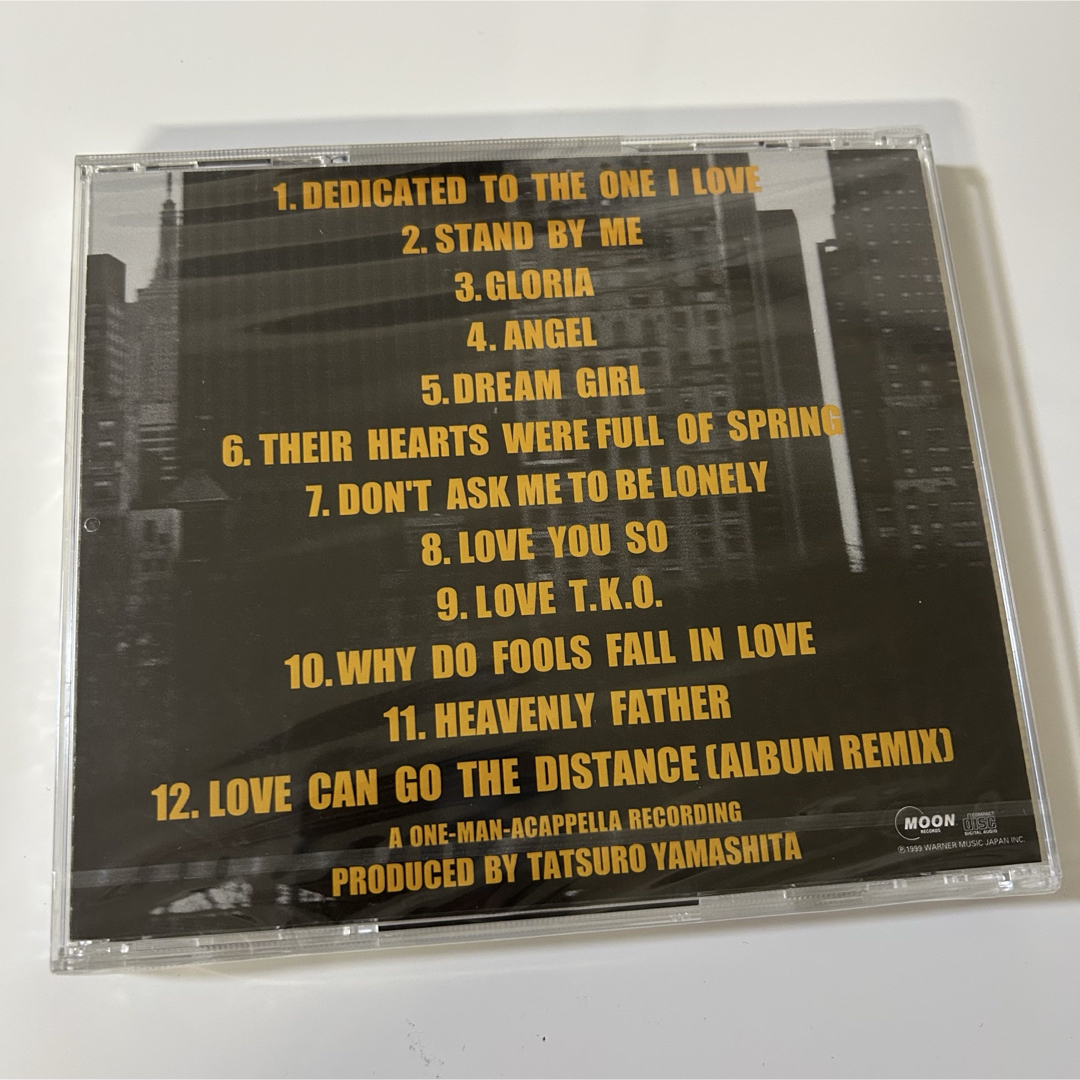 1. DEDICATED TO THE ONE I LOVE
2. STAND BY ME
3. GLORIA
4. ANGEL
5. DREAM GIRL
6. THEIR HEARTS WERE FULL OF SPRING
7. DON'T ASK ME TO BE LONELY
8. LOVE YOU SO
9. LOVE T.K.O.
10. WHY DO FOOLS FALL IN LOVE
11. HEAVENLY FATHER
12. LOVE CAN GO THE DISTANCE (ALBUM REMIX)
A ONE-MAN-ACAPPELLA RECORDING
PRODUCED BY TATSURO YAMASHITA
MOON
RECORDS
COMPACT
DISC
DIGITAL AUDIO
℗1999 WARNER MUSIC JAPAN INC.